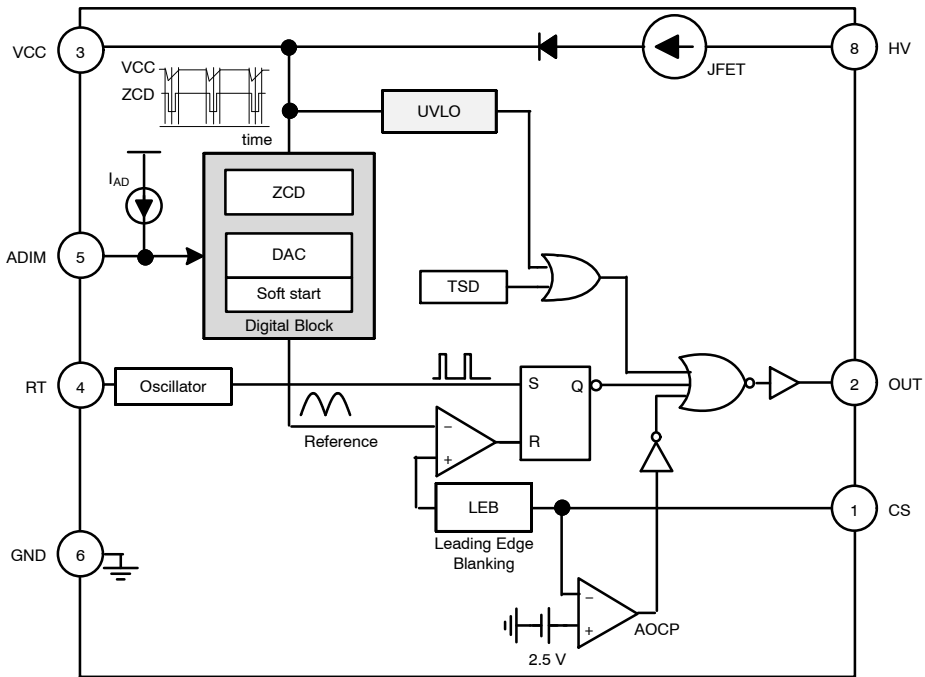 VCC
3
8
HV
JFET
VCC
ZCD
time
UVLO
I_AD
ZCD
ADIM
5
DAC
Soft start
Digital Block
TSD
RT
4
Oscillator
S
Q
R
2
OUT
Reference
−
+
LEB
1
CS
Leading Edge
Blanking
GND
6
−
+
AOCP
2.5 V